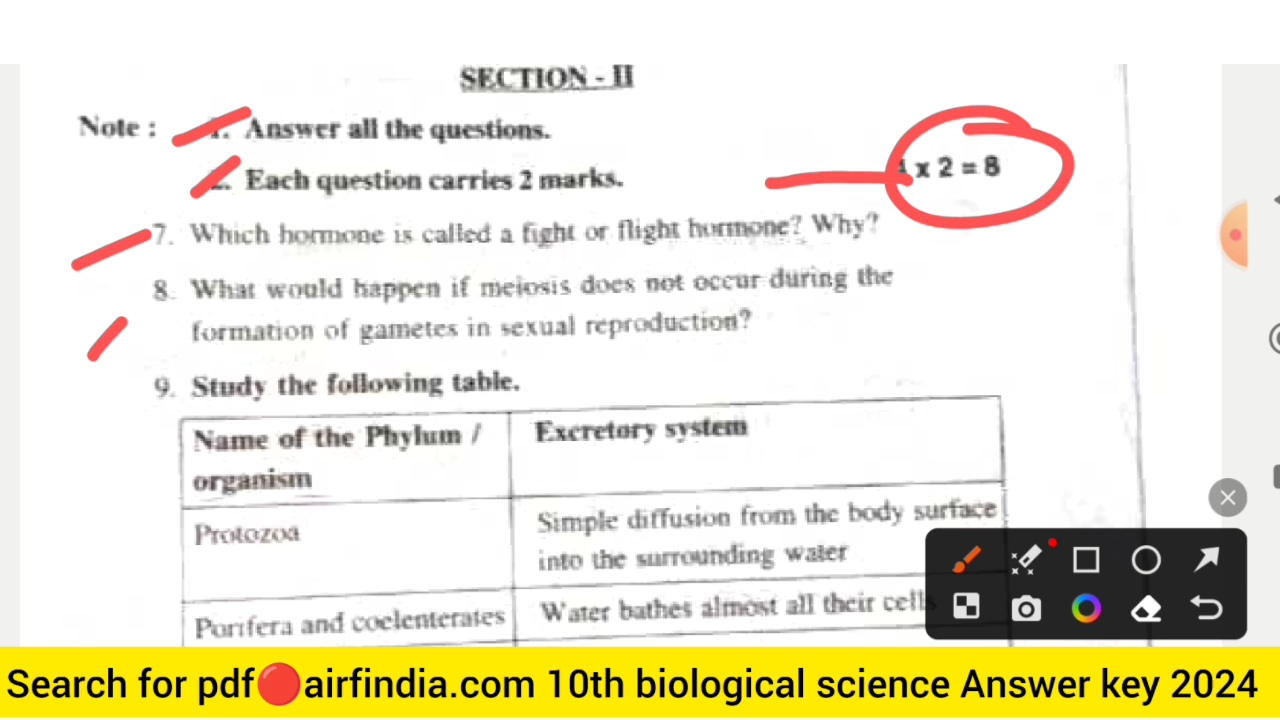 SECTION - II
Note : 1. Answer all the questions.
2. Each question carries 2 marks.
x 2 = 8
7. Which hormone is called a fight or flight hormone? Why?
8. What would happen if meiosis does not occur during the
formation of gametes in sexual reproduction?
9. Study the following table.
Name of the Phylum / Excretory system
organism
Protozoa Simple diffusion from the body surface
into the surrounding water
Porifera and coelenterates Water bathes almost all their cells
Search for pdf airfindia.com 10th biological science Answer key 2024